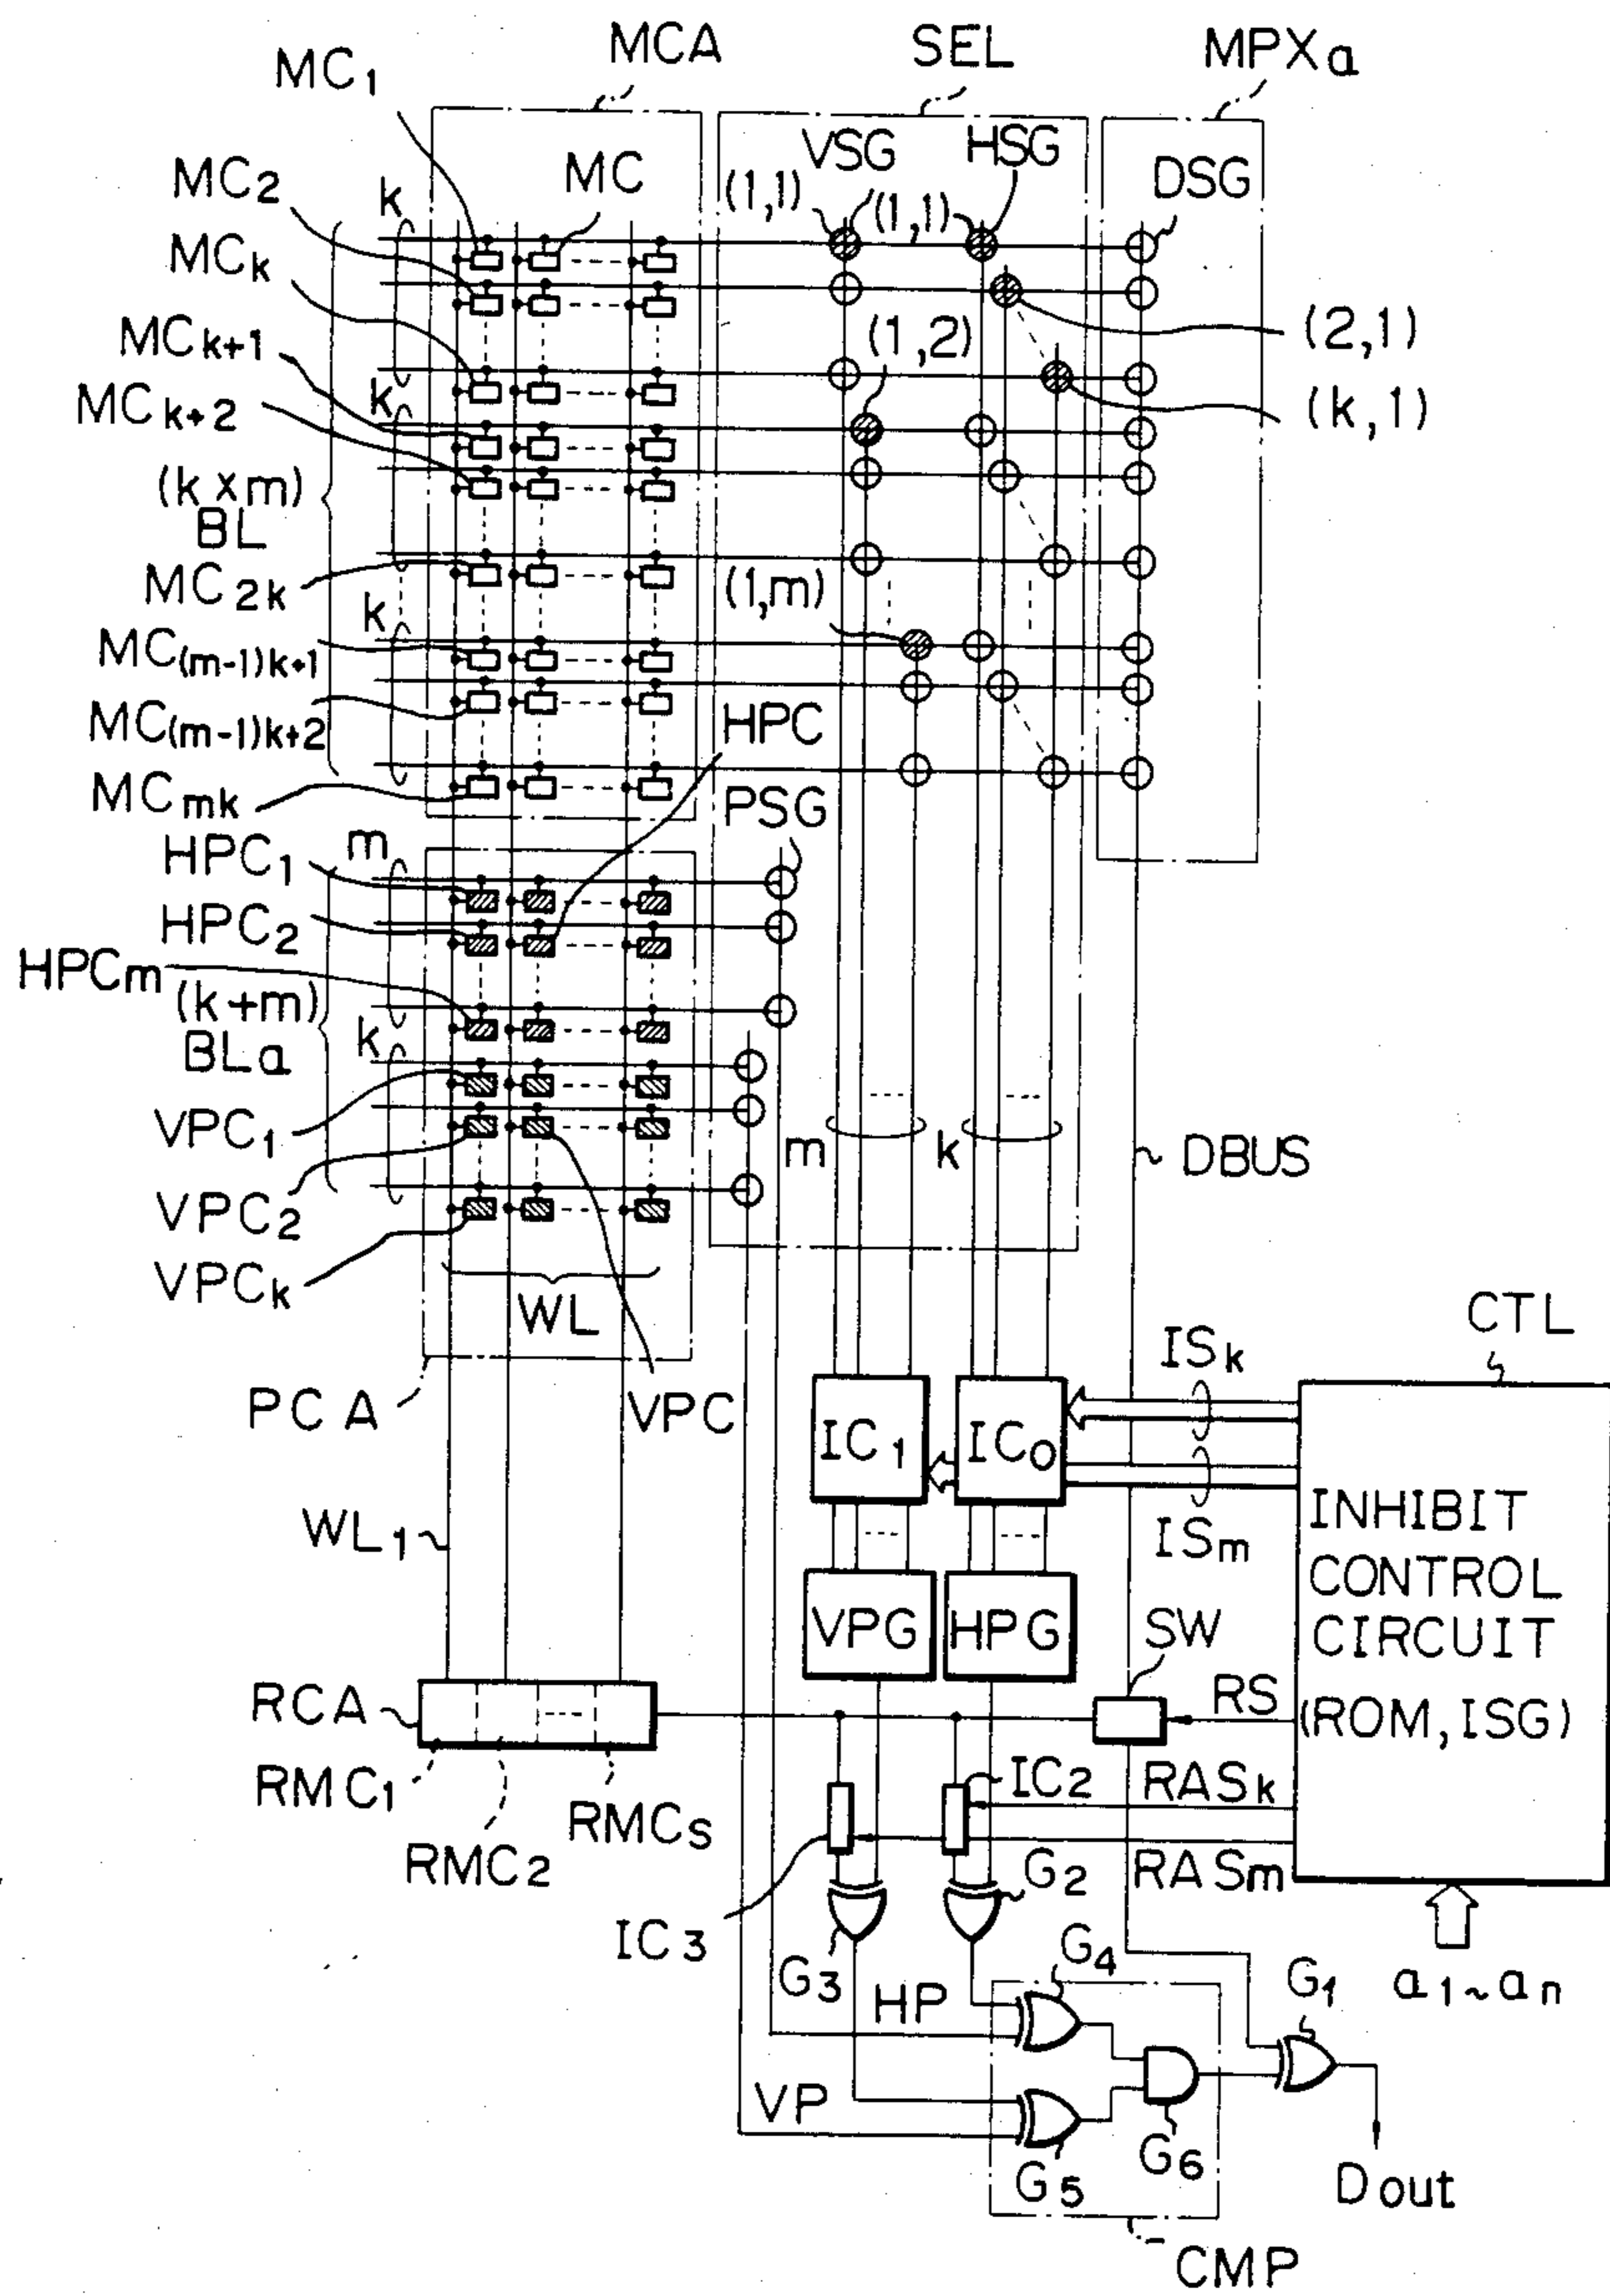 MCA
SEL
MPXa
MC1
VSG
HSG
MC2
k
MC
(1,1)
(1,1)
DSG
MCk
MCk+1
(1,2)
(2,1)
MCk+2
k
(k,1)
(k×m)
BL
MC2k
(1,m)
k
MC(m-1)k+1
MC(m-1)k+2
HPC
MCmk
PSG
HPC1
m
HPC2
HPCm
(k+m)
BLa
k
VPC1
m
k
DBUS
VPC2
VPCk
WL
CTL
ISk
PCA
VPC
IC1
IC0
WL1
ISm
INHIBIT
CONTROL
CIRCUIT
(ROM, ISG)
VPG
HPG
SW
RCA
RS
RMC1
RMC2
RMCs
IC2
RASk
RASm
IC3
G2
G3
G4
HP
G1
a1~an
VP
G5
G6
Dout
CMP